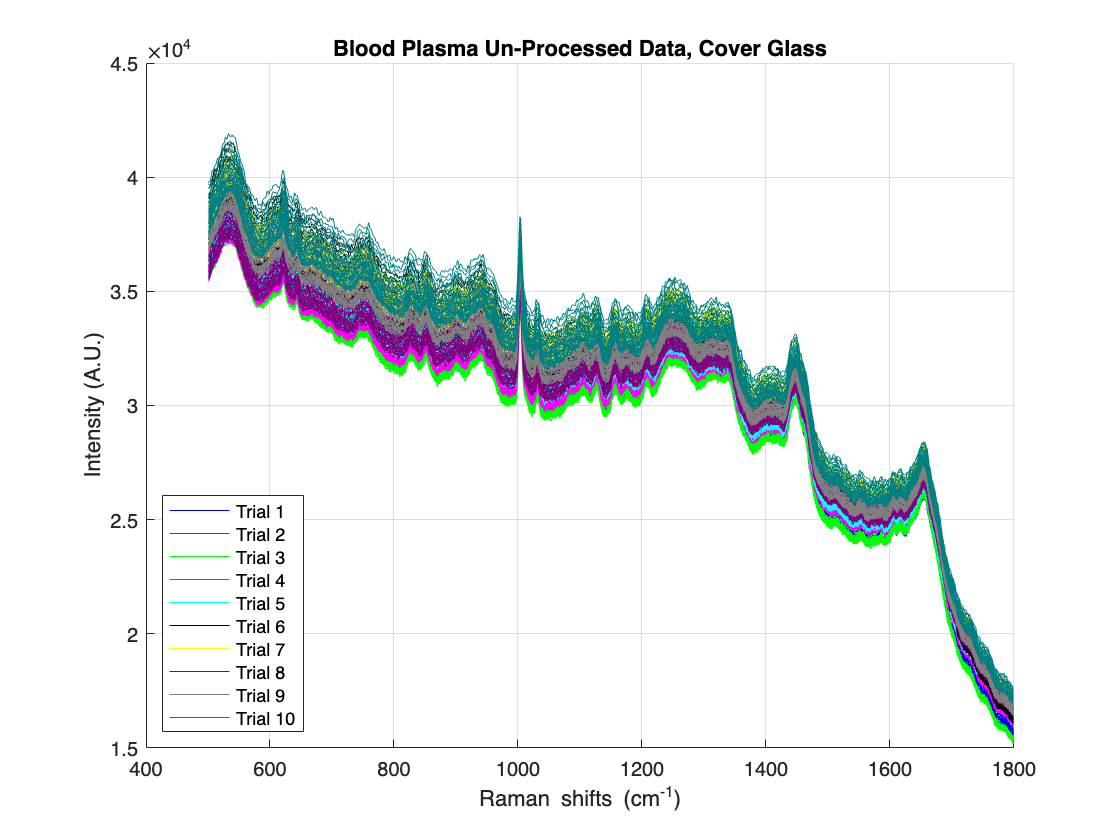 Blood Plasma Un-Processed Data, Cover Glass
×10⁴
4.5
4
3.5
3
2.5
2
1.5
Intensity (A.U.)
Trial 1
Trial 2
Trial 3
Trial 4
Trial 5
Trial 6
Trial 7
Trial 8
Trial 9
Trial 10
400 600 800 1000 1200 1400 1600 1800
Raman shifts (cm⁻¹)